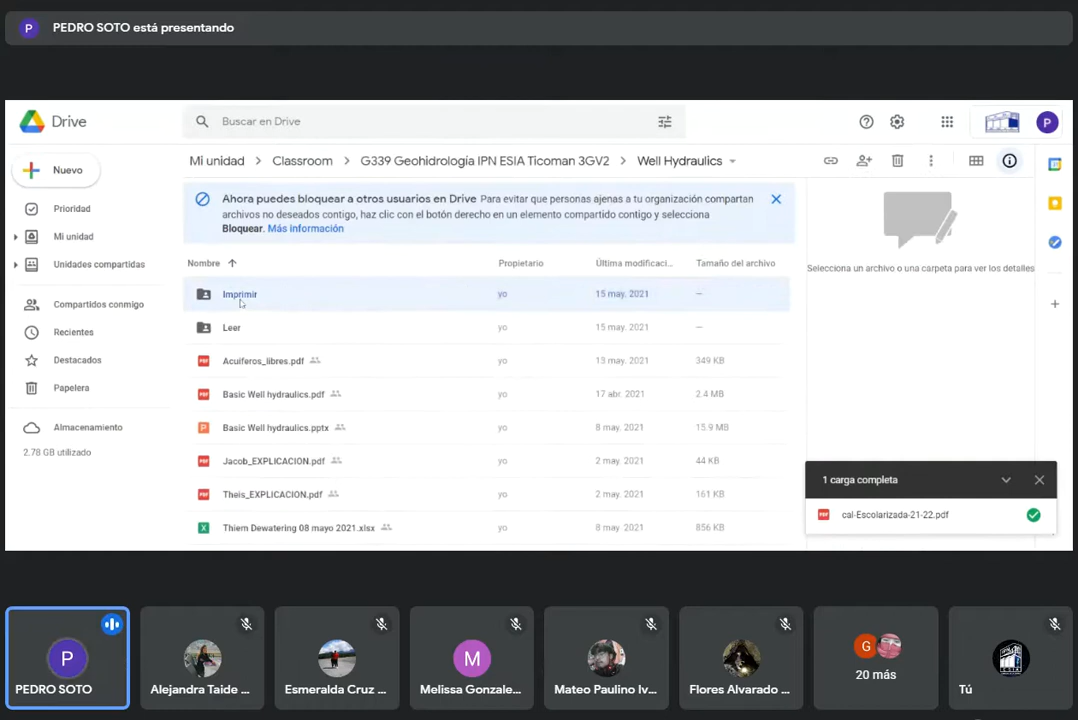 P PEDRO SOTO está presentando
Drive
Buscar en Drive
P
Nuevo
Prioridad
Mi unidad
Unidades compartidas
Compartidos conmigo
Recientes
Destacados
Papelera
Almacenamiento
2.78 GB utilizado
Mi unidad > Classroom > G339 Geohidrología IPN ESIA Ticoman 3GV2 > Well Hydraulics
Ahora puedes bloquear a otros usuarios en Drive Para evitar que personas ajenas a tu organización compartan
archivos no deseados contigo, haz clic con el botón derecho en un elemento compartido contigo y selecciona
Bloquear. Más información
Nombre Propietario Última modificaci... Tamaño del archivo
Imprimir yo 15 may. 2021 —
Leer yo 15 may. 2021 —
Acuiferos_libres.pdf yo 13 may. 2021 349 KB
Basic Well hydraulics.pdf yo 17 abr. 2021 2.4 MB
Basic Well hydraulics.pptx yo 8 may. 2021 15.9 MB
Jacob_EXPLICACION.pdf yo 2 may. 2021 44 KB
Theis_EXPLICACION.pdf yo 2 may. 2021 161 KB
Thiem Dewatering 08 mayo 2021.xlsx yo 8 may. 2021 856 KB
Selecciona un archivo o una carpeta para ver los detalles
1 carga completa
cal-Escolarizada-21-22.pdf
P
PEDRO SOTO
Alejandra Taide ...
Esmeralda Cruz ...
M
Melissa Gonzale...
Mateo Paulino Iv...
Flores Alvarado ...
G
20 más
Tú